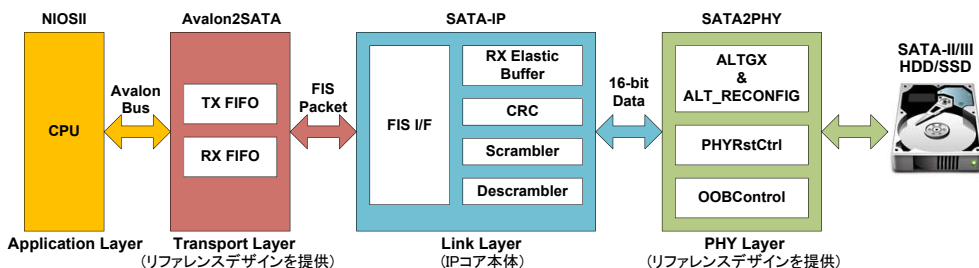 NIOSII
CPU
Application Layer
Avalon
Bus
Avalon2SATA
TX FIFO
RX FIFO
Transport Layer
(リファレンスデザインを提供)
FIS
Packet
SATA-IP
FIS I/F
RX Elastic
Buffer
CRC
Scrambler
Descrambler
Link Layer
(IPコア本体)
16-bit
Data
SATA2PHY
ALTGX
&
ALT_RECONFIG
PHYRstCtrl
OOBControl
PHY Layer
(リファレンスデザインを提供)
SATA-II/III
HDD/SSD